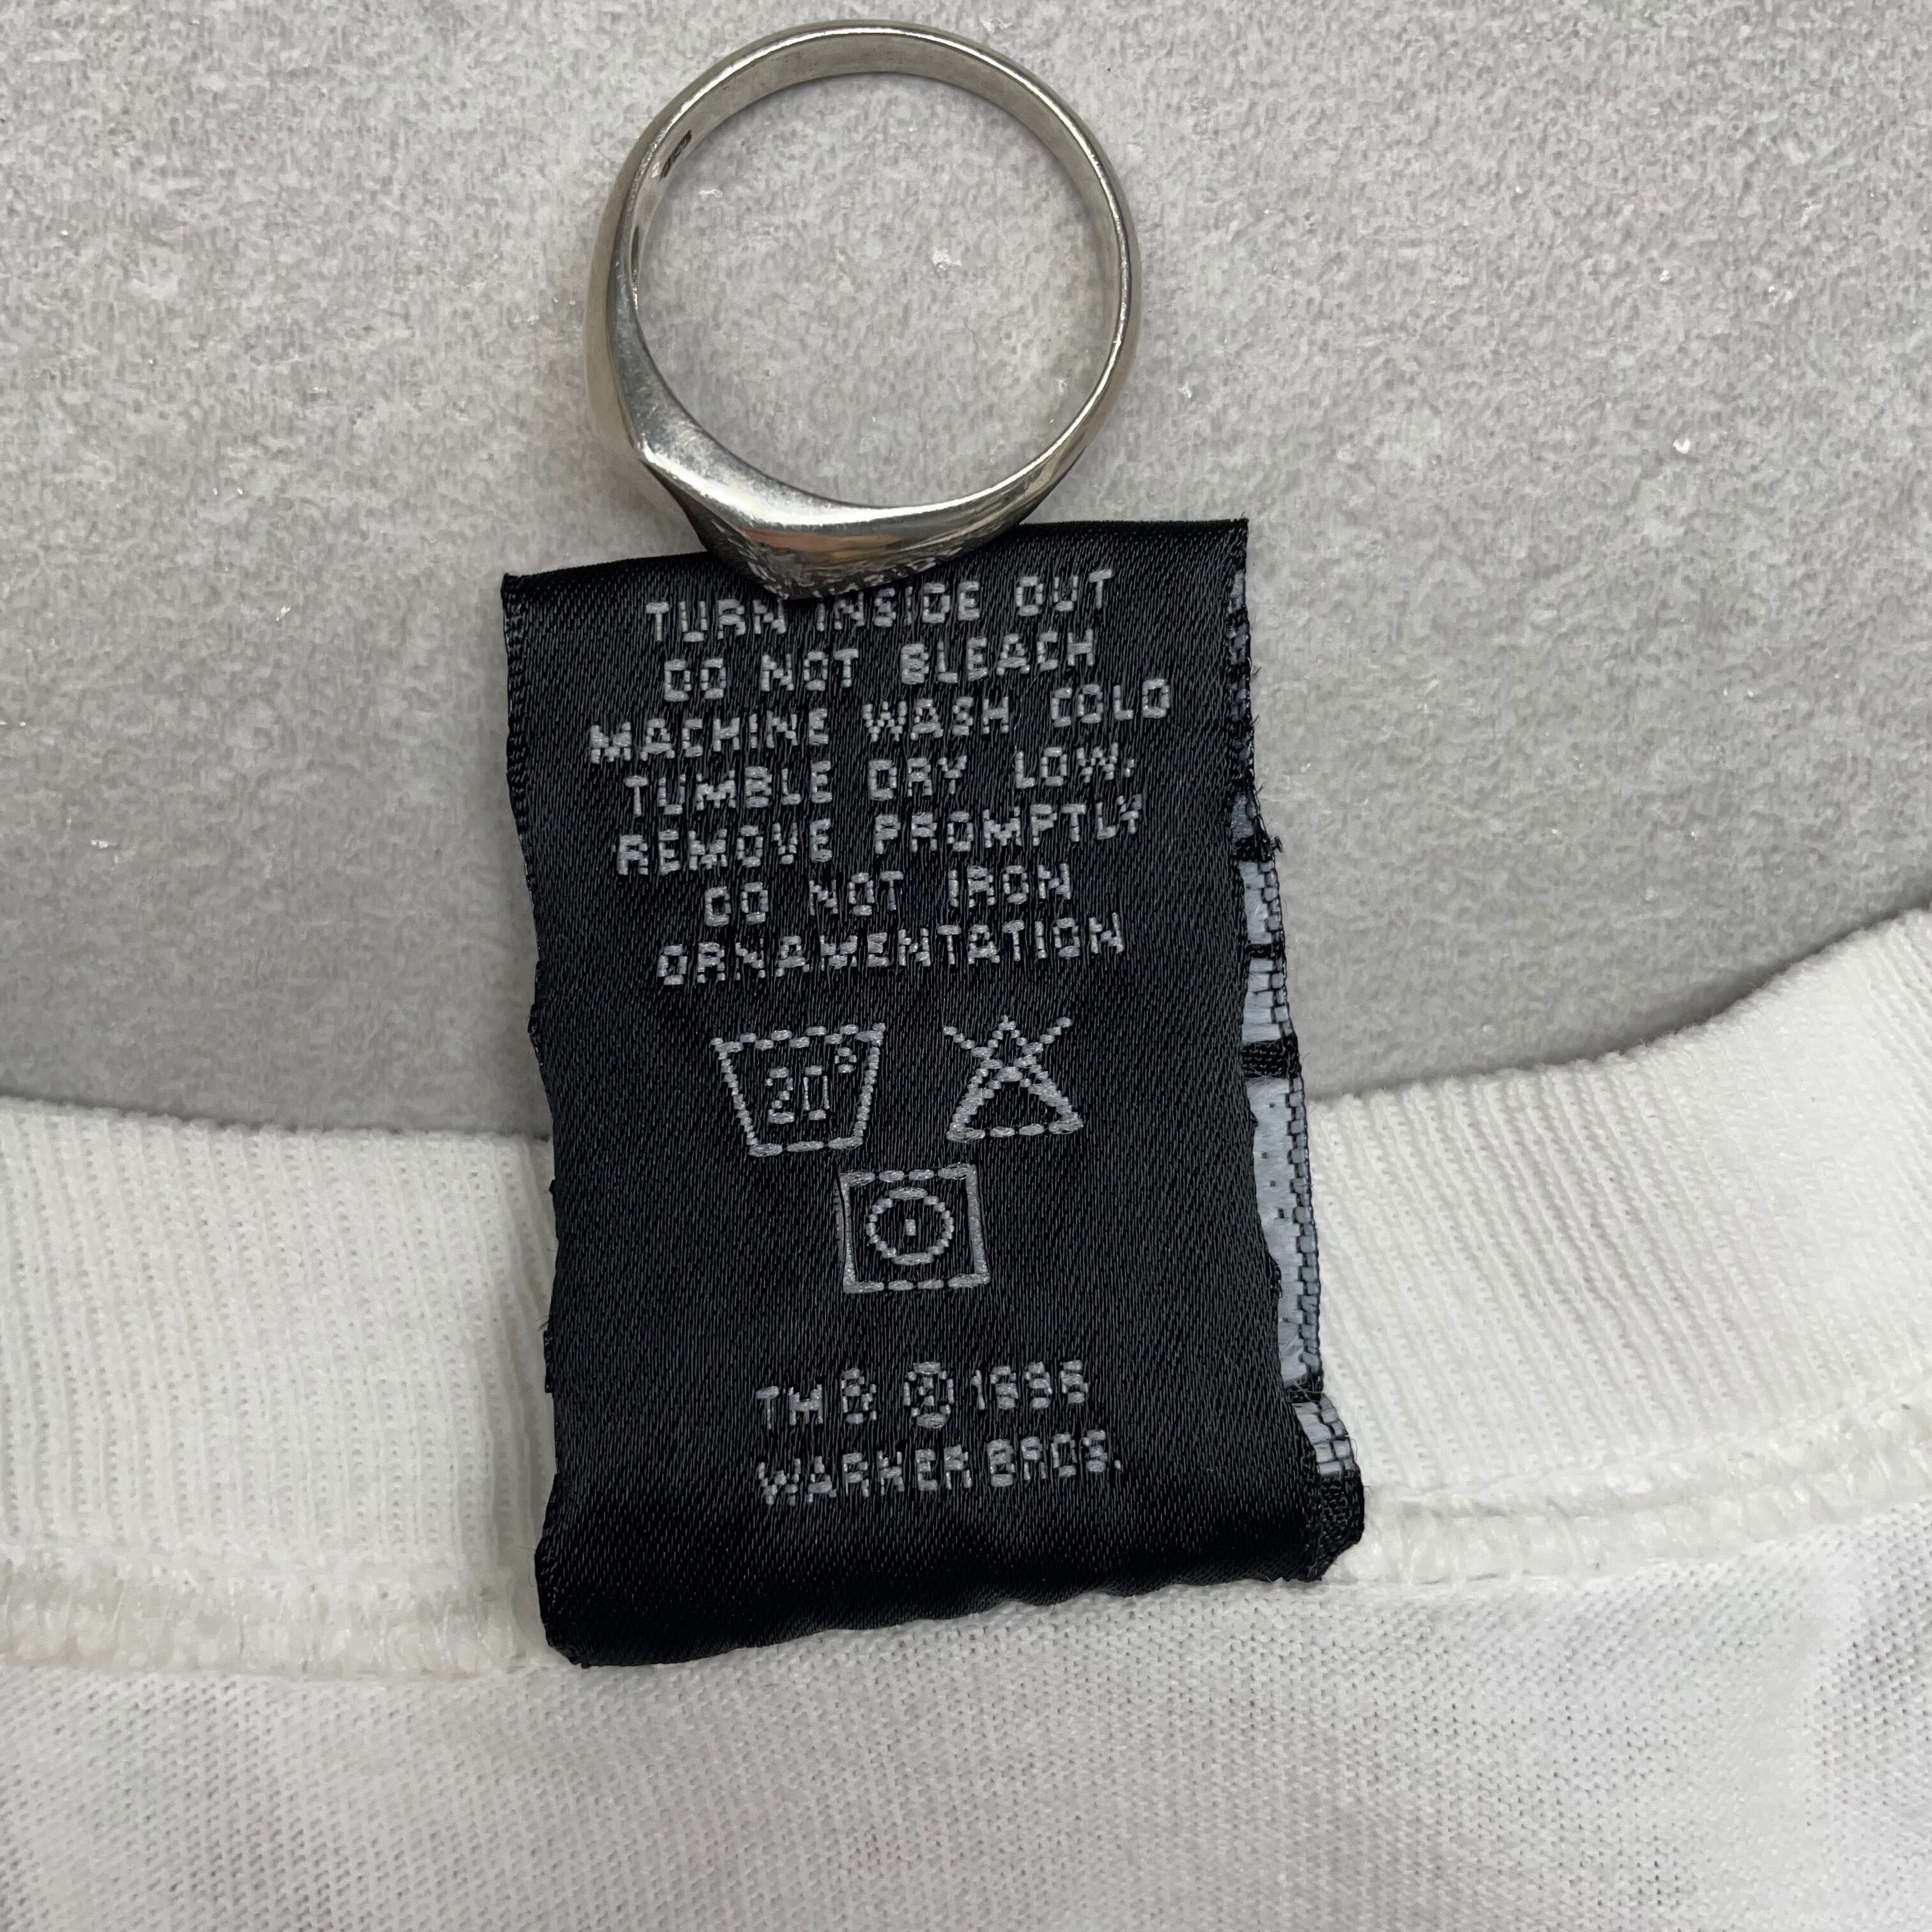 TURN INSIDE OUT
DO NOT BLEACH
MACHINE WASH COLD
TUMBLE DRY LOW.
REMOVE PROMPTLY
DO NOT IRON
ORNAMENTATION
20°
TM & ©
WARNER BROS.